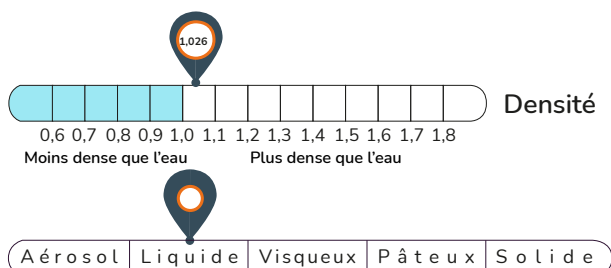 1,026
Densité
0,6 0,7 0,8 0,9 1,0 1,1 1,2 1,3 1,4 1,5 1,6 1,7 1,8
Moins dense que l’eau Plus dense que l’eau
Aérosol Liquide Visqueux Pâteux Solide